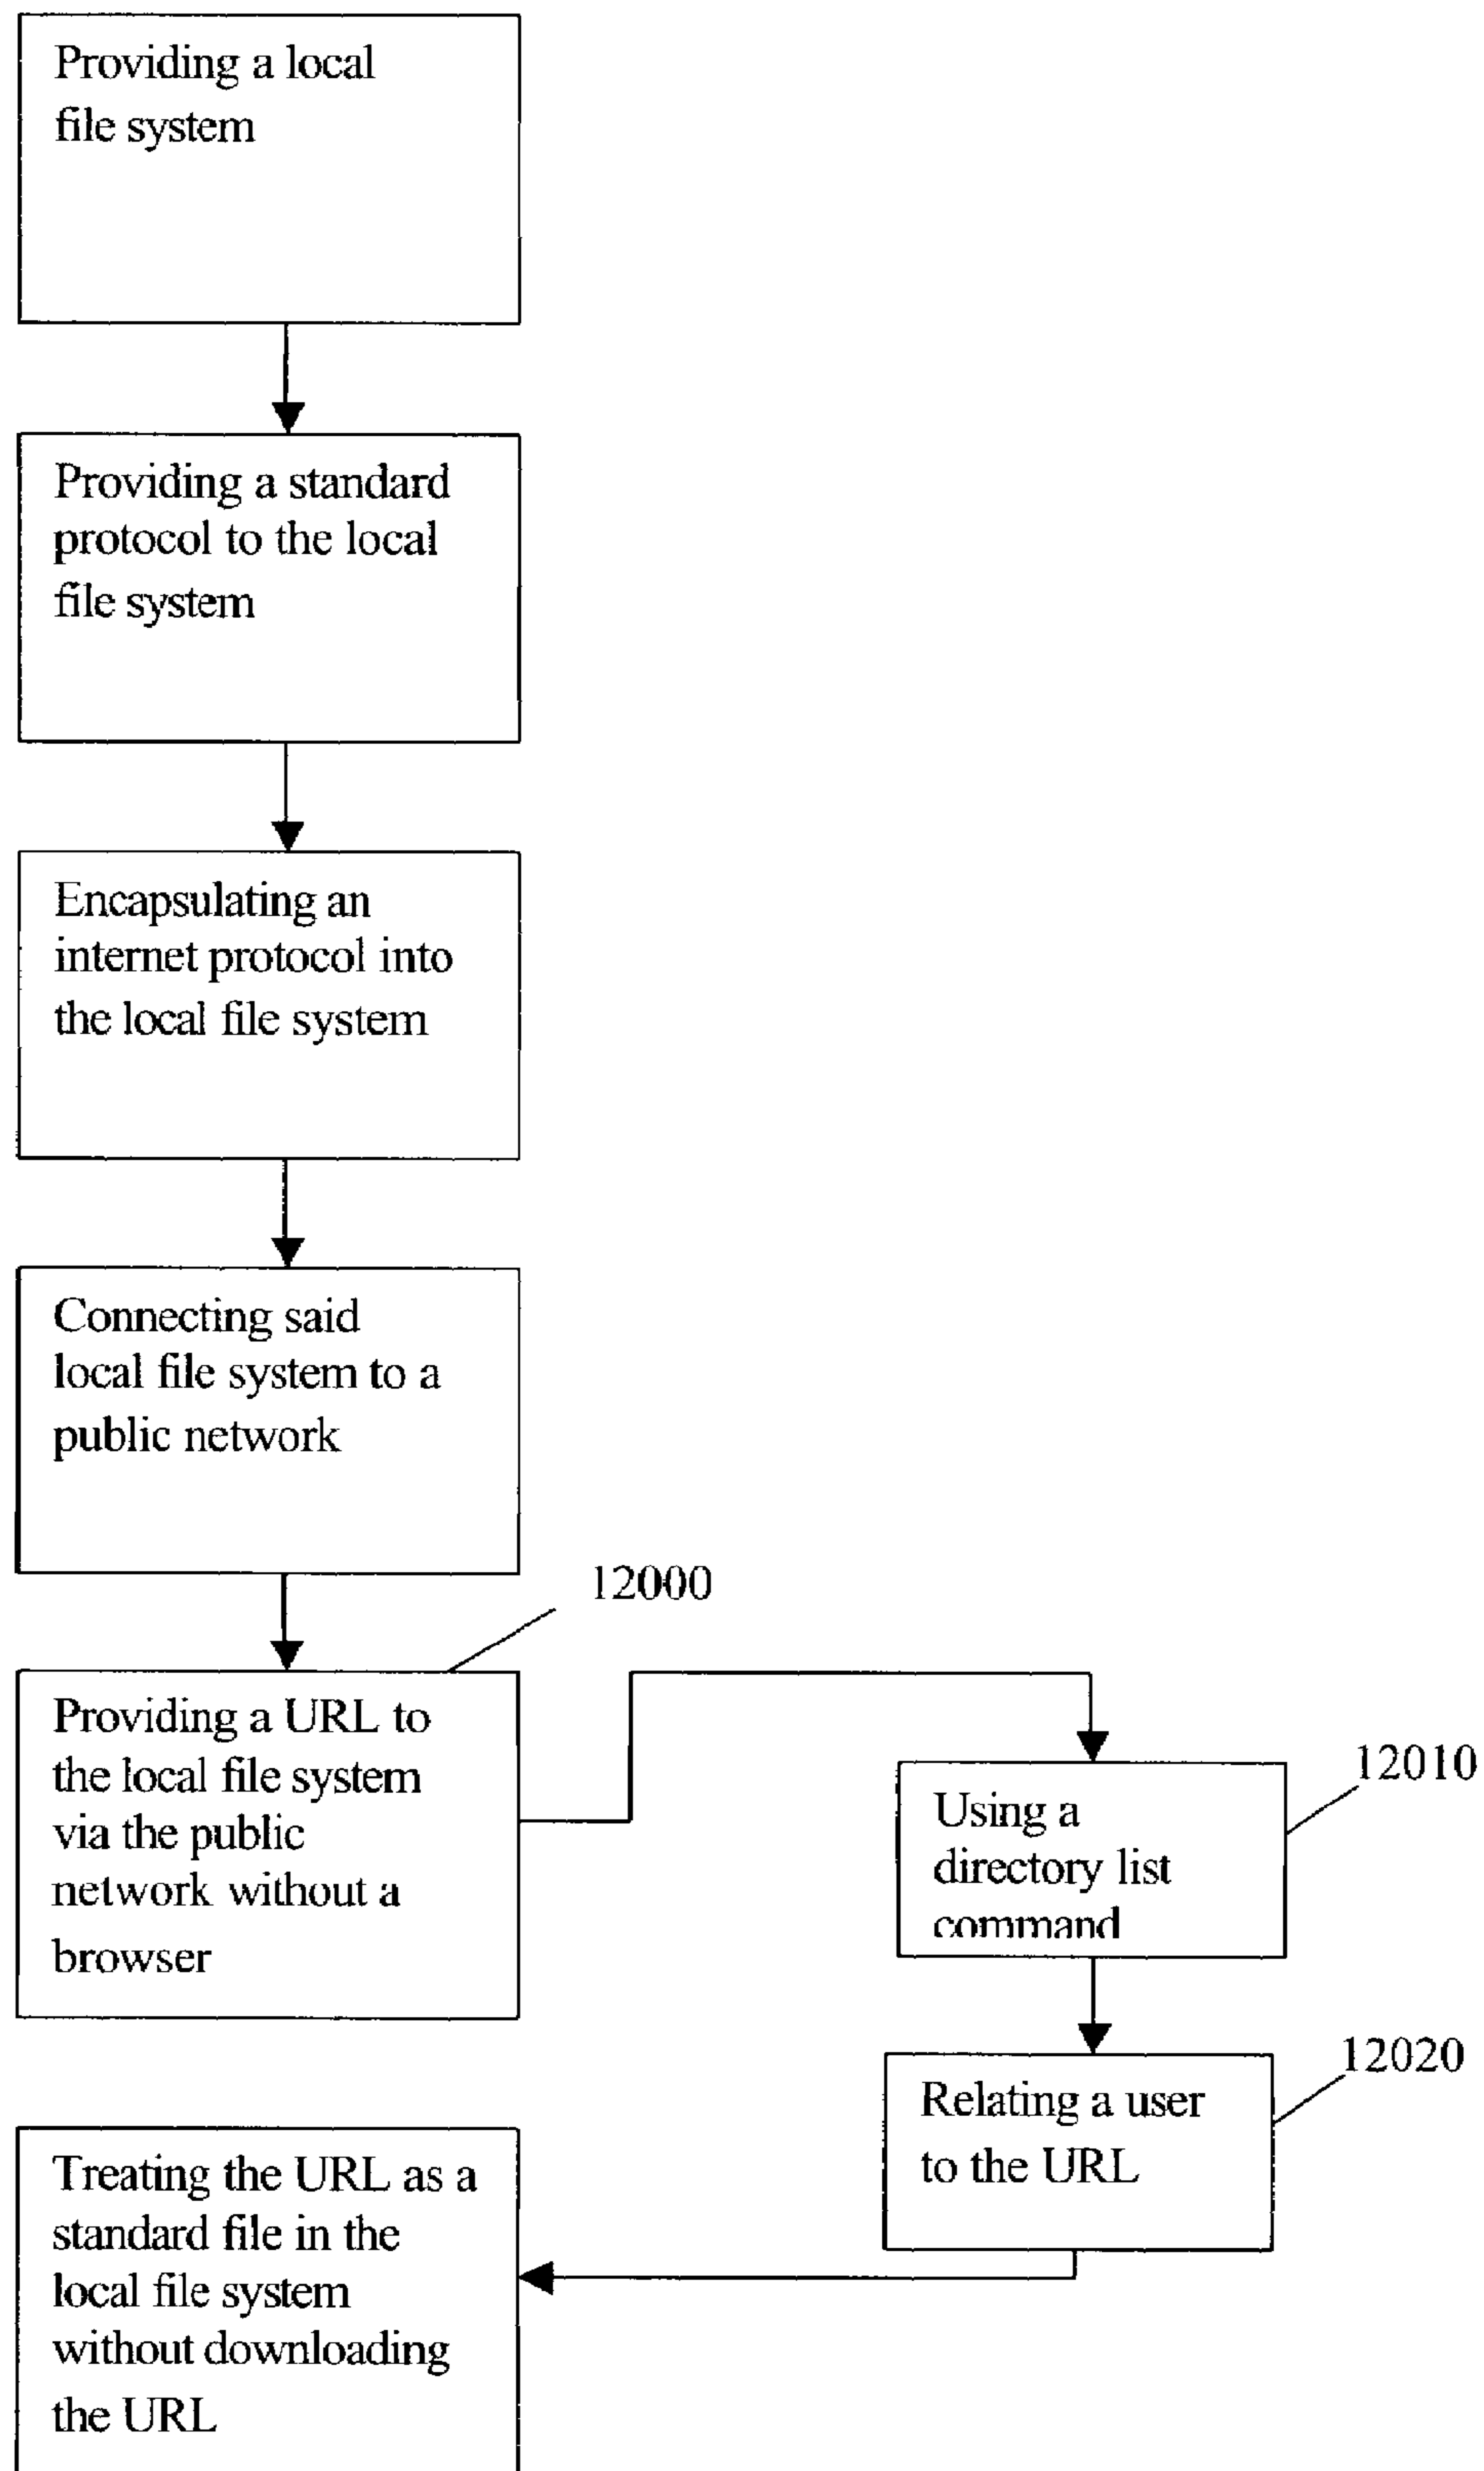 Providing a local
file system
Providing a standard
protocol to the local
file system
Encapsulating an
internet protocol into
the local file system
Connecting said
local file system to a
public network
12000
Providing a URL to
the local file system
via the public
network without a
browser
12010
Using a
directory list
command
12020
Relating a user
to the URL
Treating the URL as a
standard file in the
local file system
without downloading
the URL